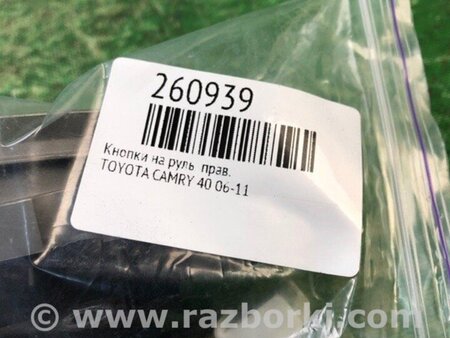 260939
Кнопки на руль прав.
TOYOTA CAMRY 40 06-11
© www.razborki.com